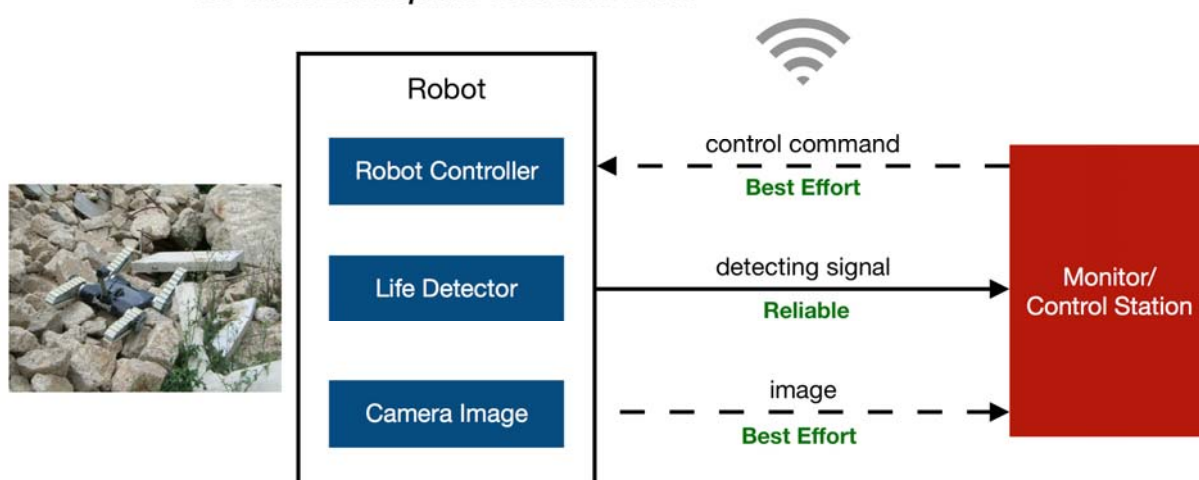 Robot
Robot Controller
control command
Best Effort
Life Detector
detecting signal
Reliable
Monitor/
Control Station
Camera Image
image
Best Effort